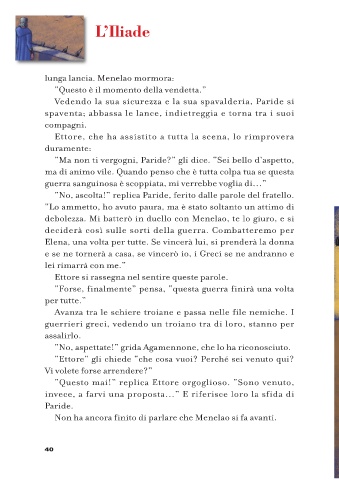 L'Iliade
lunga lancia. Menelao mormora:
"Questo è il momento della vendetta."
Vedendo la sua sicurezza e la sua spavalderia, Paride si
spaventa; abbassa le lance, indietreggia e torna tra i suoi
compagni.
Ettore, che ha assistito a tutta la scena, lo rimprovera
duramente:
"Ma non ti vergogni, Paride?" gli dice. "Sei bello d'aspetto,
ma di animo vile. Quando penso che è tutta colpa tua se questa
guerra sanguinosa è scoppiata, mi verrebbe voglia di…"
"No, ascolta!" replica Paride, ferito dalle parole del fratello.
"Lo ammetto, ho avuto paura, ma è stato soltanto un attimo di
debolezza. Mi batterò in duello con Menelao, te lo giuro, e si
deciderà così sulle sorti della guerra. Combatteremo per
Elena, una volta per tutte. Se vincerà lui, si prenderà la donna
e se ne tornerà a casa, se vincerò io, i Greci se ne andranno e
lei rimarrà con me."
Ettore si rassegna nel sentire queste parole.
"Forse, finalmente" pensa, "questa guerra finirà una volta
per tutte."
Avanza tra le schiere troiane e passa nelle file nemiche. I
guerrieri greci, vedendo un troiano tra di loro, stanno per
assalirlo.
"No, aspettate!" grida Agamennone, che lo ha riconosciuto.
"Ettore" gli chiede "che cosa vuoi? Perché sei venuto qui?
Vi volete forse arrendere?"
"Questo mai!" replica Ettore orgoglioso. "Sono venuto,
invece, a farvi una proposta…" E riferisce loro la sfida di
Paride.
Non ha ancora finito di parlare che Menelao si fa avanti.
40